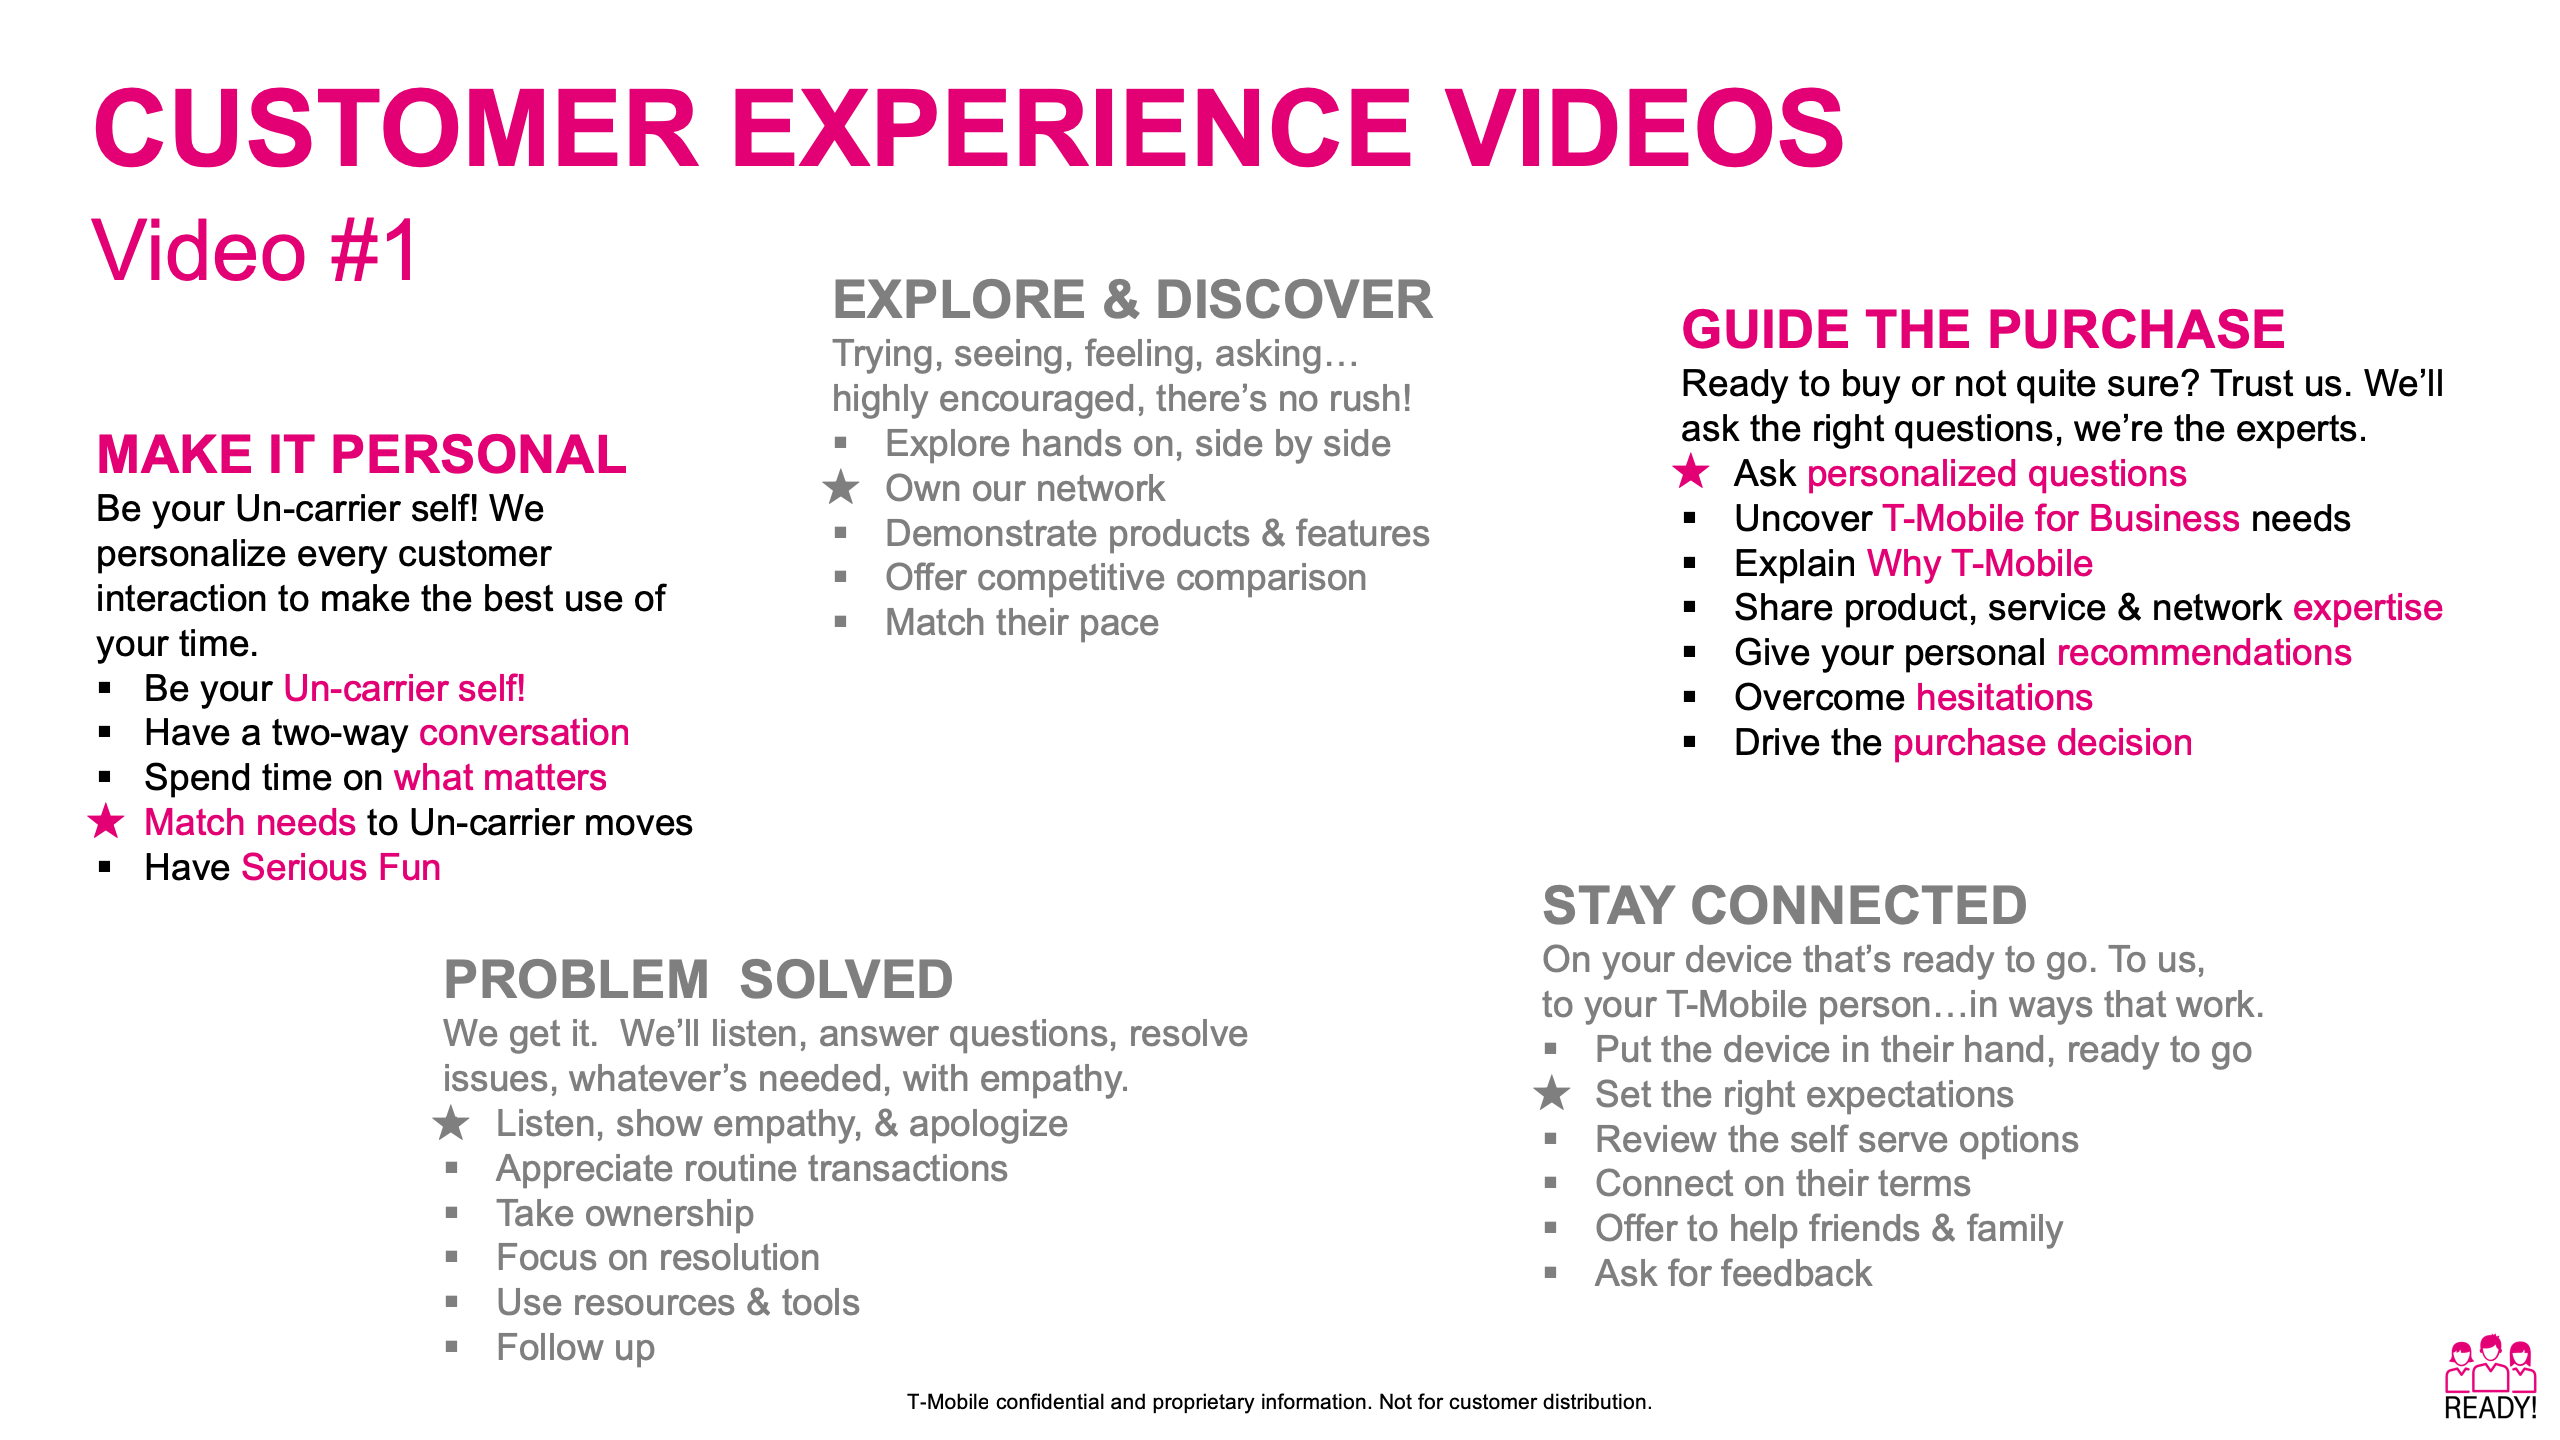 CUSTOMER EXPERIENCE VIDEOS
Video #1
MAKE IT PERSONAL
Be your Un-carrier self! We
personalize every customer
interaction to make the best use of
your time.
▪ Be your Un-carrier self!
▪ Have a two-way conversation
▪ Spend time on what matters
★ Match needs to Un-carrier moves
▪ Have Serious Fun
EXPLORE & DISCOVER
Trying, seeing, feeling, asking…
highly encouraged, there’s no rush!
▪ Explore hands on, side by side
★ Own our network
▪ Demonstrate products & features
▪ Offer competitive comparison
▪ Match their pace
GUIDE THE PURCHASE
Ready to buy or not quite sure? Trust us. We’ll
ask the right questions, we’re the experts.
★ Ask personalized questions
▪ Uncover T-Mobile for Business needs
▪ Explain Why T-Mobile
▪ Share product, service & network expertise
▪ Give your personal recommendations
▪ Overcome hesitations
▪ Drive the purchase decision
PROBLEM  SOLVED
We get it.  We’ll listen, answer questions, resolve
issues, whatever’s needed, with empathy.
★ Listen, show empathy, & apologize
▪ Appreciate routine transactions
▪ Take ownership
▪ Focus on resolution
▪ Use resources & tools
▪ Follow up
STAY CONNECTED
On your device that’s ready to go. To us,
to your T-Mobile person…in ways that work.
▪ Put the device in their hand, ready to go
★ Set the right expectations
▪ Review the self serve options
▪ Connect on their terms
▪ Offer to help friends & family
▪ Ask for feedback
T-Mobile confidential and proprietary information. Not for customer distribution.
READY!